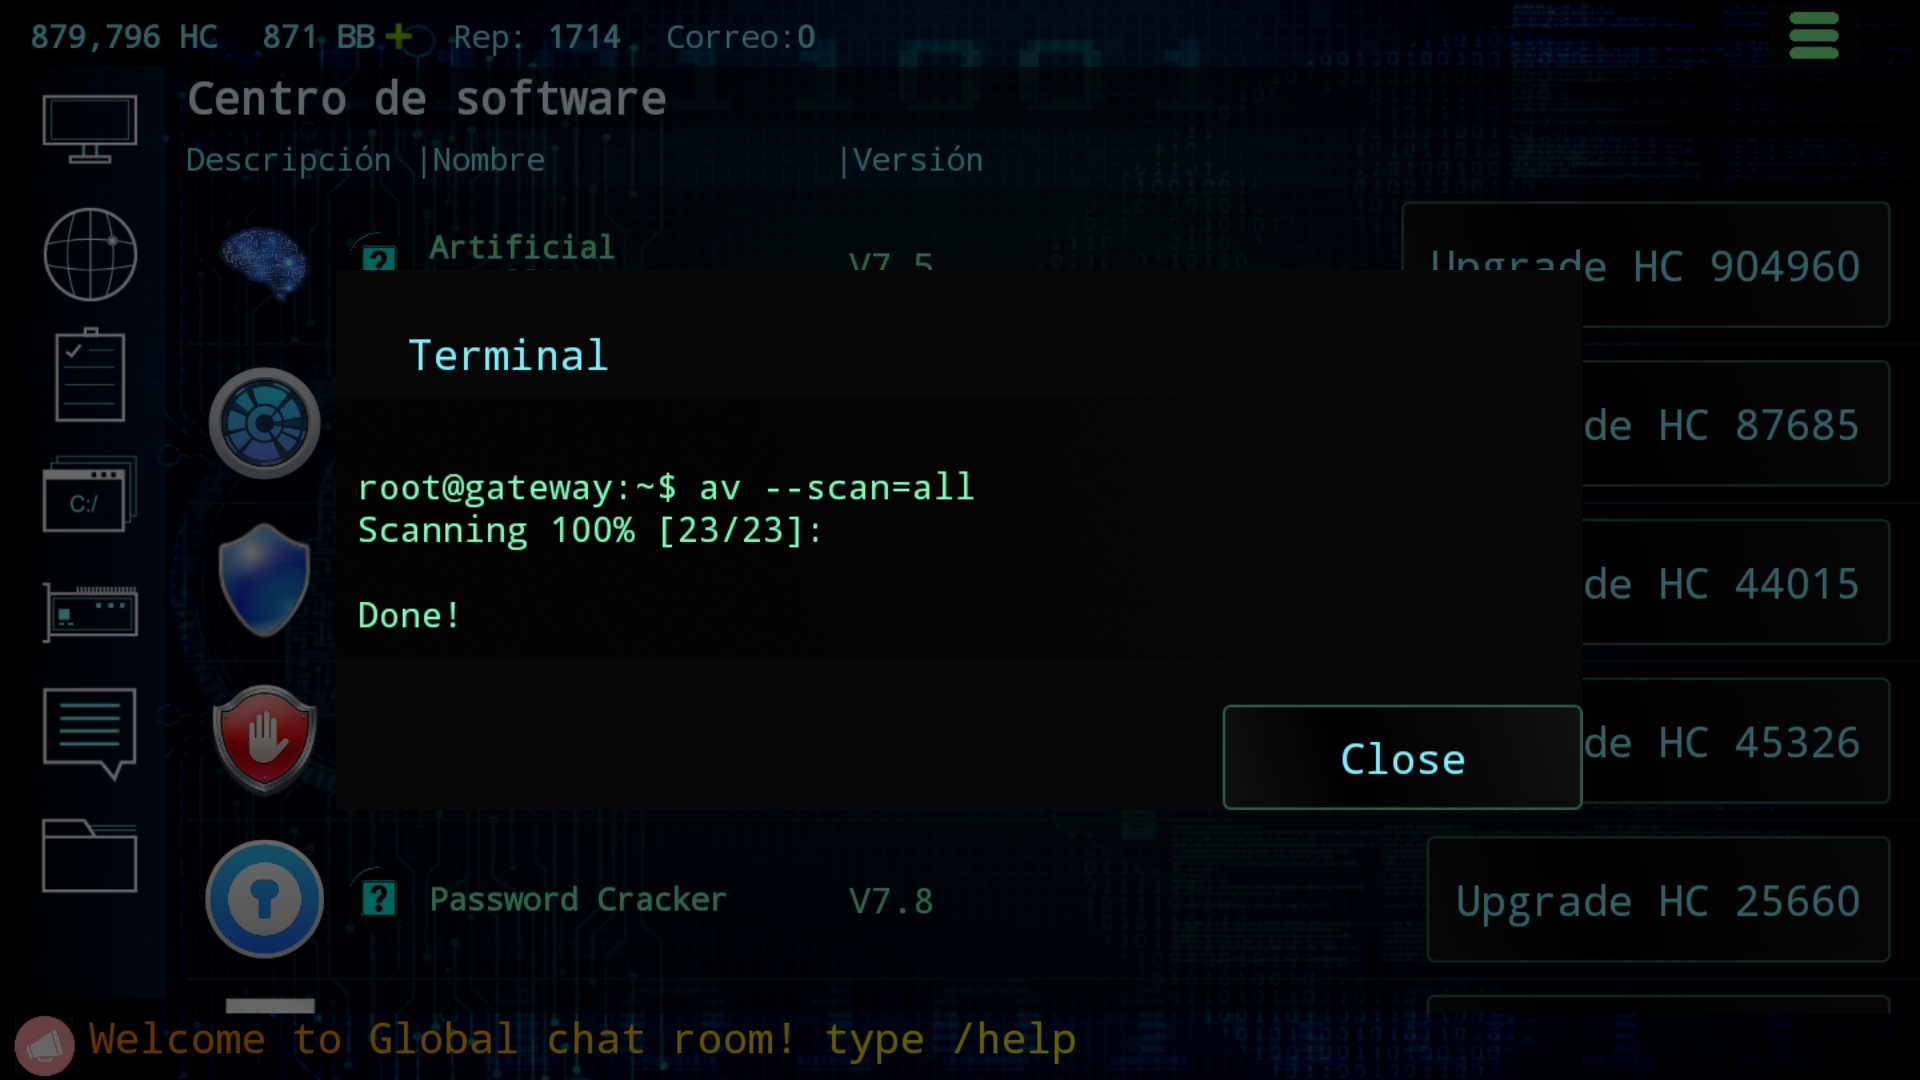 879,796 HC 871 BB Rep: 1714 Correo:0
Centro de software
Descripción |Nombre |Versión
? Artificial V7.5 Upgrade HC 904960
Terminal
de HC 87685
root@gateway:~$ av --scan=all
Scanning 100% [23/23]:
C:/
de HC 44015
Done!
de HC 45326
Close
? Password Cracker V7.8 Upgrade HC 25660
Welcome to Global chat room! type /help